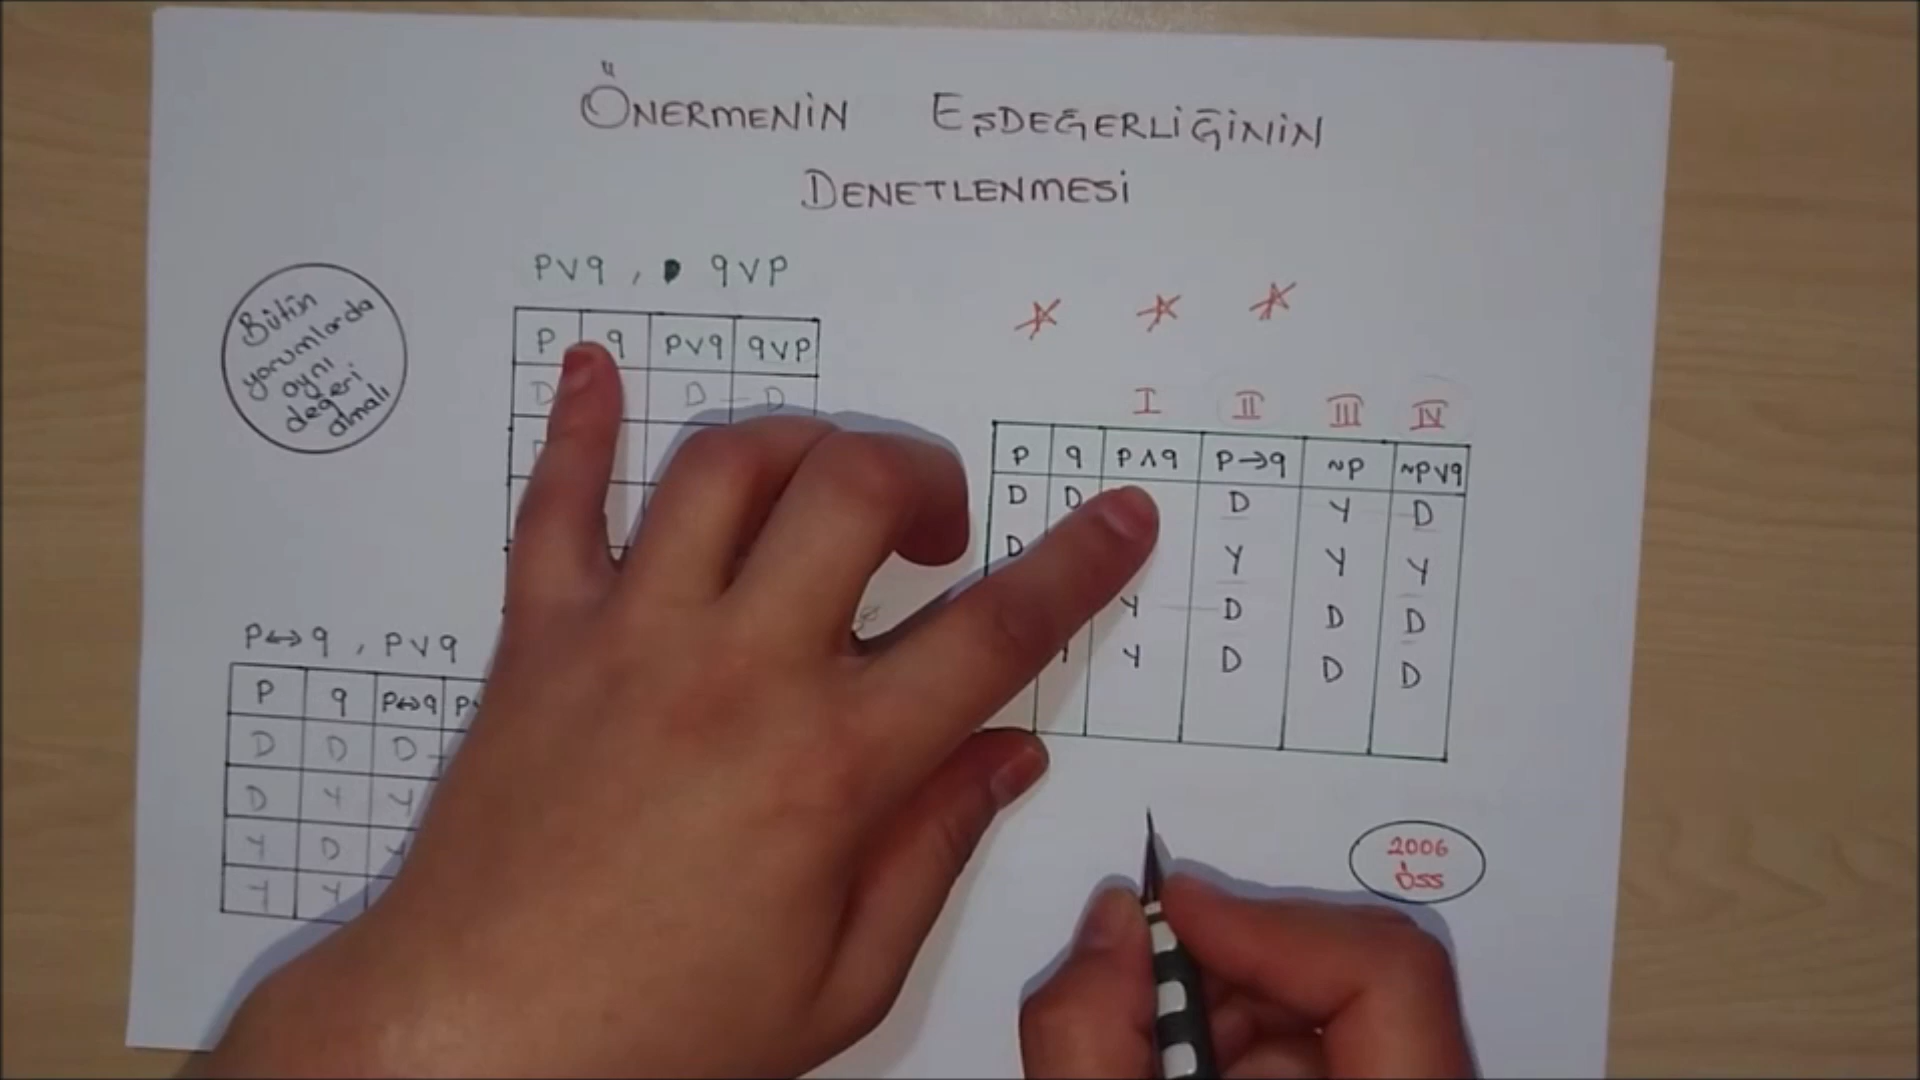 ÖNERMENİN EŞDEĞERLİĞİNİN
DENETLENMESİ
Bütün
yorumlarda
aynı
değeri
almalı
P∨q , q∨P
P q P∨q q∨P
D D D
I II III IV
P q P∧q P→q ~P ~P∨q
D D D Y D
D Y Y Y
Y D D D
Y Y D D D
P↔q , P∨q
P q P↔q P
D D D
D Y Y
Y D Y
Y Y
2006
ÖSS